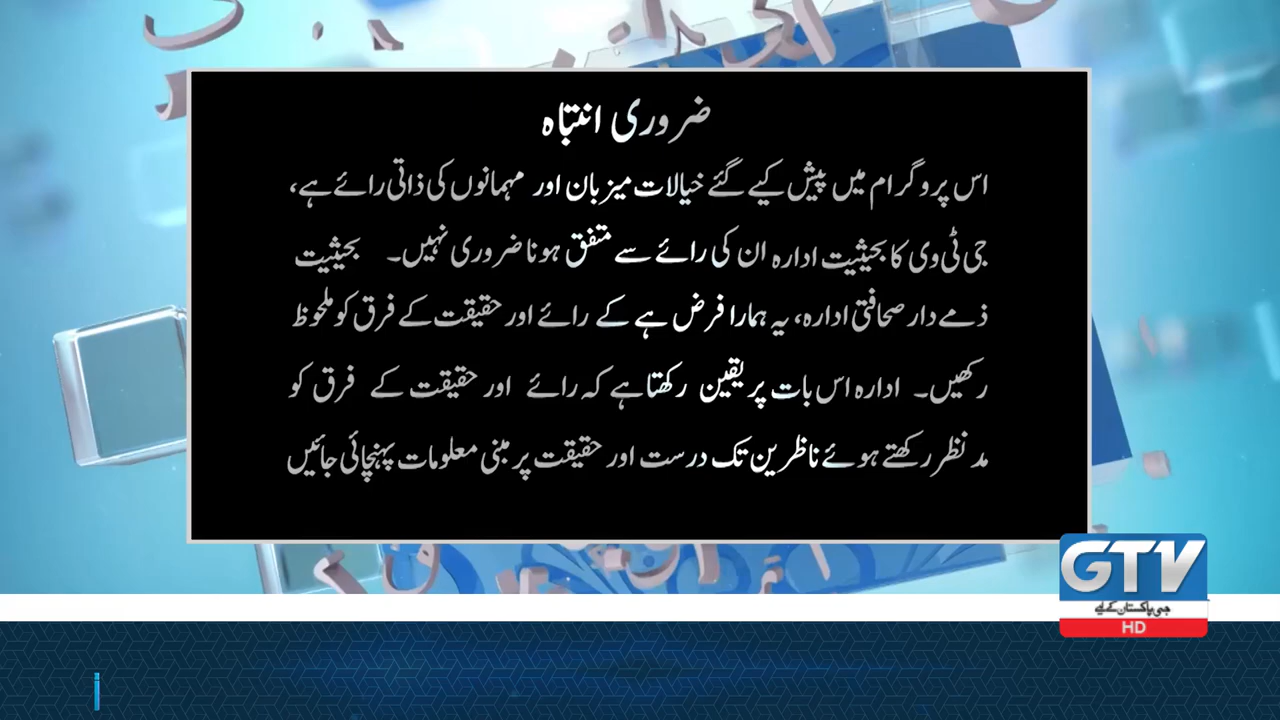 ضروری انتباہ
اس پروگرام میں پیش کیے گئے خیالات میزبان اور مہمانوں کی ذاتی رائے ہے،
جی ٹی وی کا بحیثیت ادارہ ان کی رائے سے متفق ہونا ضروری نہیں۔ بحیثیت
ذمے دار صحافتی ادارہ، یہ ہمارا فرض ہے کے رائے اور حقیقت کے فرق کو ملحوظ
رکھیں۔ ادارہ اس بات پر یقین رکھتا ہے کہ رائے اور حقیقت کے فرق کو
مد نظر رکھتے ہوئے ناظرین تک درست اور حقیقت پر مبنی معلومات پہنچائی جائیں
GTV
جی پاکستان کے لیے
HD